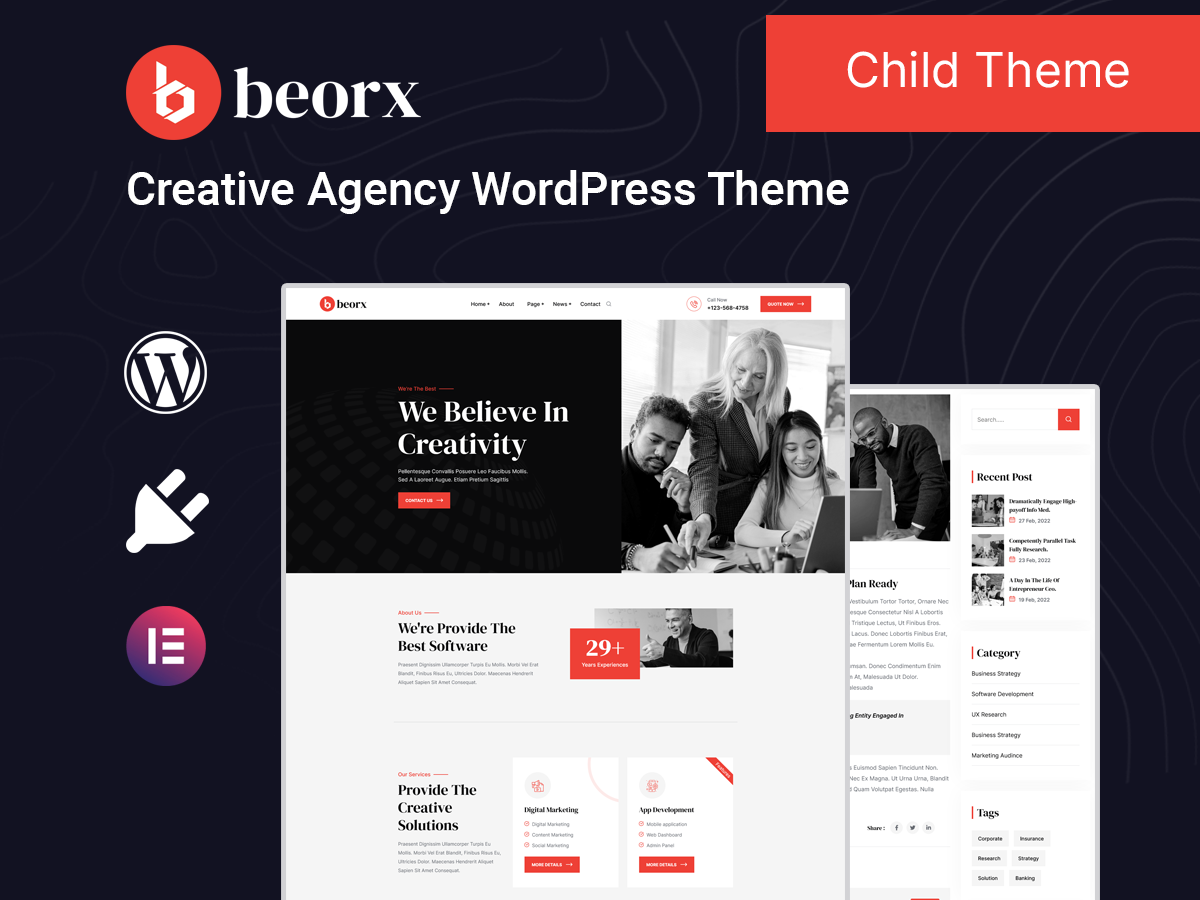 beorx
Child Theme
Creative Agency WordPress Theme
beorx
Home +
About
Page
News
Contact
Call Now
+123-568-4758
QUOTE NOW
We're The Best
We Believe In
Creativity
Pellentesque Convallis Posuere Leo Faucibus Mollis.
Sed A Laoreet Augue. Etiam Pretium Sagittis
CONTACT US
About Us
We're Provide The
Best Software
Praesent Dignissim Ullamcorper Turpis Eu Mollis. Morbi Vel Erat
Blandit, Finibus Risus Eu, Ultricies Dolor. Maecenas Hendrerit
Aliquet Sapien Sit Amet Consequat.
29+
Years Experiences
Our Services
Provide The
Creative
Solutions
Praesent Dignissim Ullamcorper Turpis Eu
Mollis. Morbi Vel Erat Blandit, Finibus Risus Eu,
Ultricies Dolor. Maecenas Hendrerit Aliquet
Sapien Sit Amet Consequat.
Digital Marketing
Digital Marketing
Content Marketing
Social Marketing
MORE DETAILS
App Development
Mobile application
Web Dashboard
Admin Panel
MORE DETAILS
Plan Ready
Vestibulum Tortor Tortor, Ornare Nec
esque Consectetur Nisl A Lobortis
Tristique Lectus, Ut Finibus Eros.
Lacus. Donec Lobortis Finibus Erat,
ae Fermentum Lorem Mollis Eu.
msan. Donec Condimentum Enim
n At, Malesuada Ut Dolor.
alesuada
g Entity Engaged In
s Euismod Sapien Tincidunt Non.
Nec Ex Magna. Ut Urna Urna, Blandit
d Quam Volutpat Egestas. Nulla
Share :
Search.....
Recent Post
Dramatically Engage High-
payoff Info Med.
27 Feb, 2022
Competently Parallel Task
Fully Research.
23 Feb, 2022
A Day In The Life Of
Entrepreneur Ceo.
19 Feb, 2022
Category
Business Strategy
Software Development
UX Research
Business Strategy
Marketing Audince
Tags
Corporate
Insurance
Research
Strategy
Solution
Banking